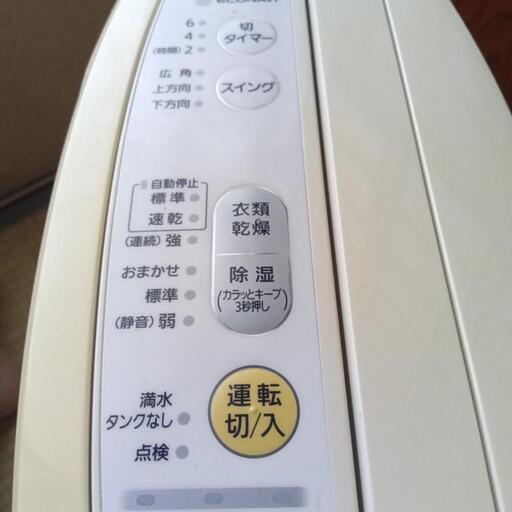 ECONAVI
6
4
(時間) 2
切
タイマー
広角
上方向
下方向
スイング
自動停止
標準
速乾
(連続) 強
衣類
乾燥
おまかせ
標準
(静音) 弱
除湿
(カラッとキープ
3秒押し)
満水
タンクなし
点検
運転
切/入